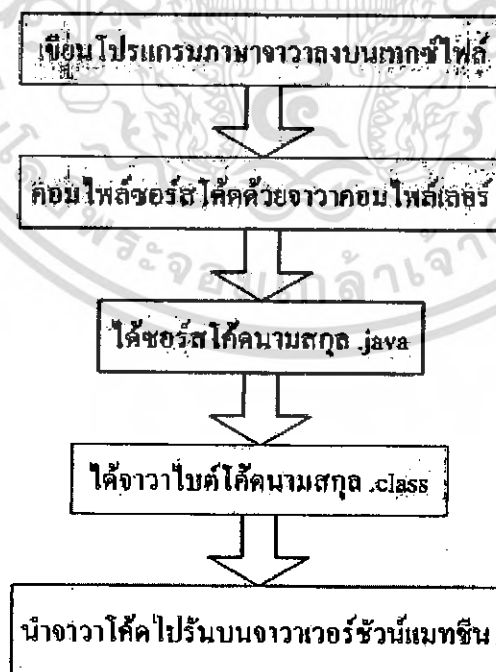 เขียนโปรแกรมภาษาจาวาลงบนเทกซ์ไฟล์
คอมไพล์ซอร์สโค้ดด้วยจาวาคอมไพล์เลอร์
ได้ซอร์สโค้ดนามสกุล .java
ได้จาวาไบต์โค้ดนามสกุล .class
นำจาวาโค้ดไปรันบนจาวาเวอร์ชัวน์แมทชีน